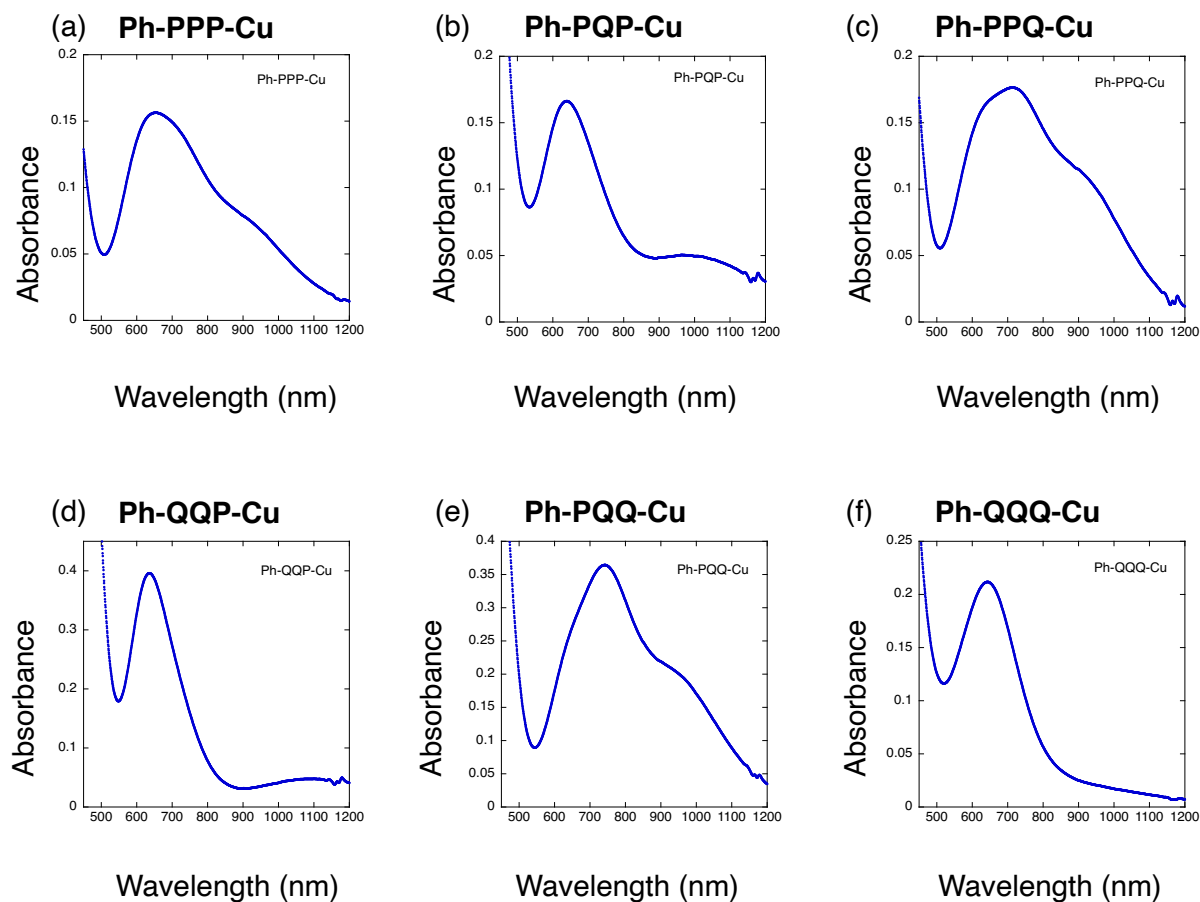 (a) Ph-PPP-Cu
Ph-PPP-Cu
Absorbance
0.2
0.15
0.1
0.05
0
500 600 700 800 900 1000 1100 1200
Wavelength (nm)
(b) Ph-PQP-Cu
Ph-PQP-Cu
Absorbance
0.2
0.15
0.1
0.05
0
500 600 700 800 900 1000 1100 1200
Wavelength (nm)
(c) Ph-PPQ-Cu
Ph-PPQ-Cu
Absorbance
0.2
0.15
0.1
0.05
0
500 600 700 800 900 1000 1100 1200
Wavelength (nm)
(d) Ph-QQP-Cu
Ph-QQP-Cu
Absorbance
0.4
0.3
0.2
0.1
0
500 600 700 800 900 1000 1100 1200
Wavelength (nm)
(e) Ph-PQQ-Cu
Ph-PQQ-Cu
Absorbance
0.4
0.35
0.3
0.25
0.2
0.15
0.1
0.05
0
500 600 700 800 900 1000 1100 1200
Wavelength (nm)
(f) Ph-QQQ-Cu
Ph-QQQ-Cu
Absorbance
0.25
0.2
0.15
0.1
0.05
0
500 600 700 800 900 1000 1100 1200
Wavelength (nm)